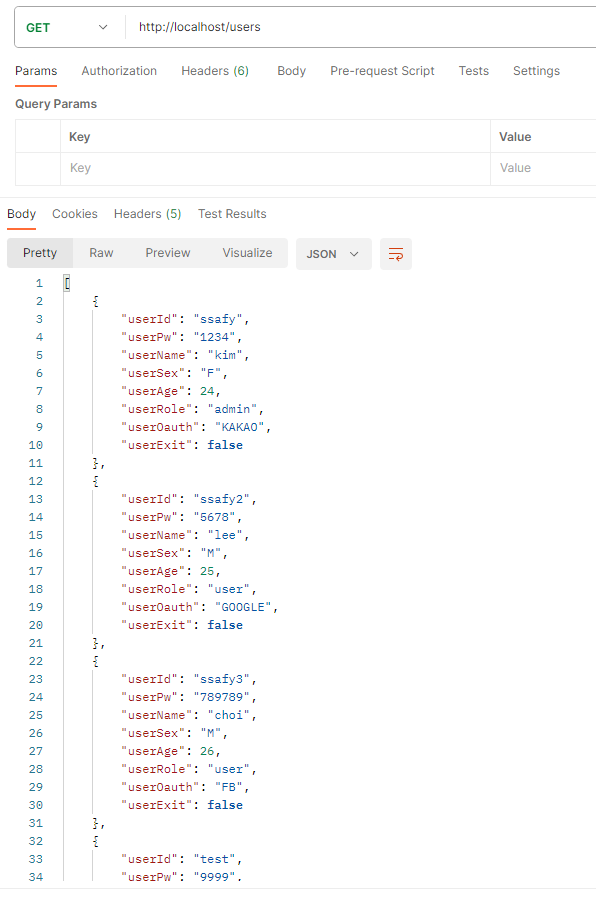 GET http://localhost/users
Params Authorization Headers (6) Body Pre-request Script Tests Settings
Query Params
Key Value
Key Value
Body Cookies Headers (5) Test Results
Pretty Raw Preview Visualize JSON
1 [
2 {
3 "userId": "ssafy",
4 "userPw": "1234",
5 "userName": "kim",
6 "userSex": "F",
7 "userAge": 24,
8 "userRole": "admin",
9 "userOauth": "KAKAO",
10 "userExit": false
11 },
12 {
13 "userId": "ssafy2",
14 "userPw": "5678",
15 "userName": "lee",
16 "userSex": "M",
17 "userAge": 25,
18 "userRole": "user",
19 "userOauth": "GOOGLE",
20 "userExit": false
21 },
22 {
23 "userId": "ssafy3",
24 "userPw": "789789",
25 "userName": "choi",
26 "userSex": "M",
27 "userAge": 26,
28 "userRole": "user",
29 "userOauth": "FB",
30 "userExit": false
31 },
32 {
33 "userId": "test",
34 "userPw": "9999",